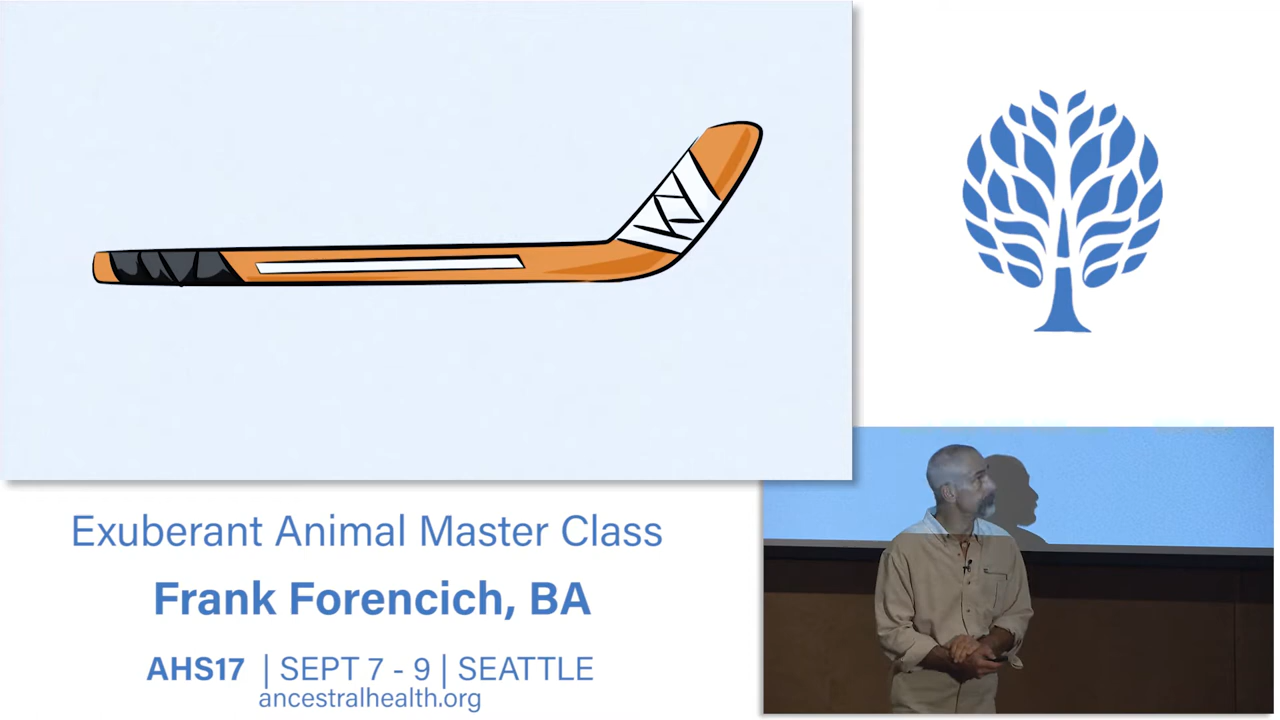 Exuberant Animal Master Class
Frank Forencich, BA
AHS17 | SEPT 7 - 9 | SEATTLE
ancestralhealth.org